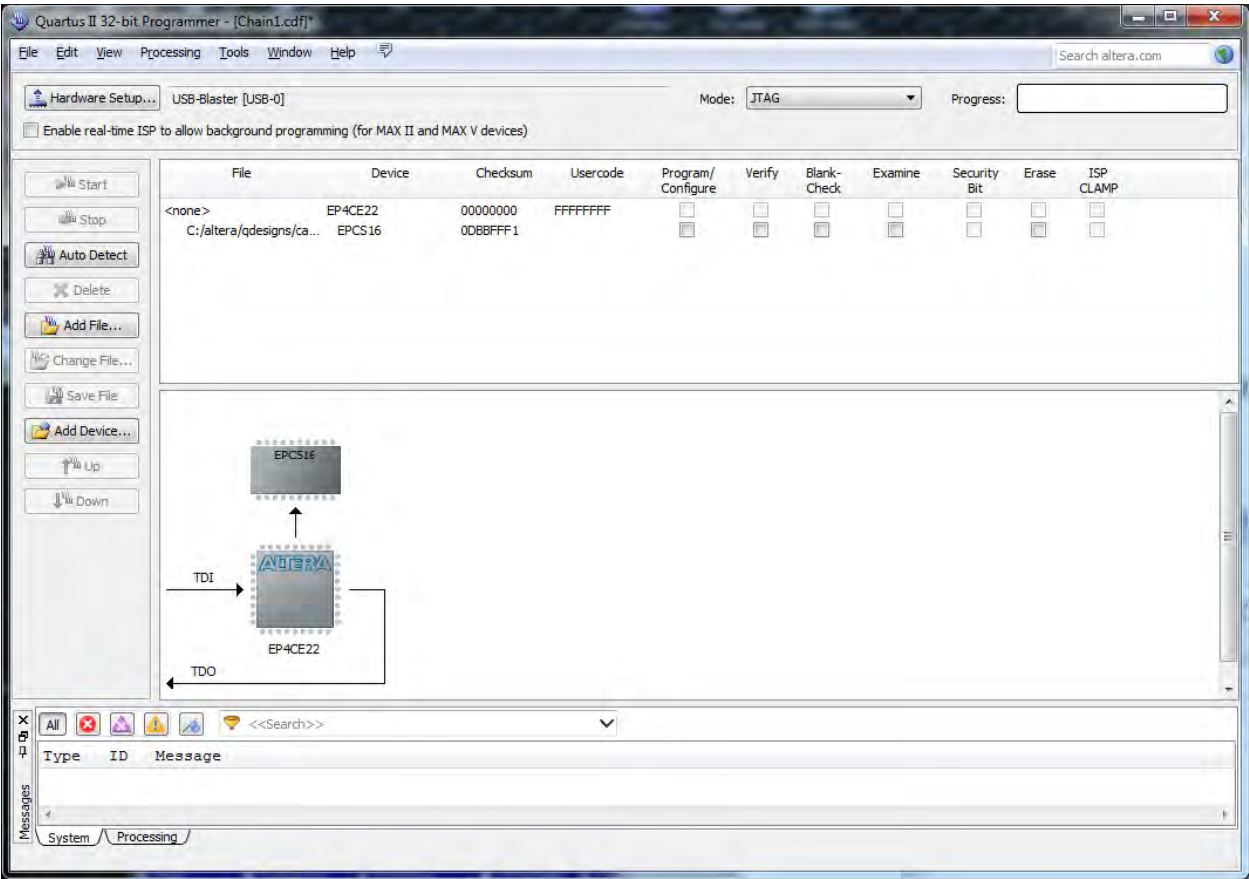 Quartus II 32-bit Programmer - [Chain1.cdf]*
File Edit View Processing Tools Window Help
Search altera.com
Hardware Setup... USB-Blaster [USB-0] Mode: JTAG Progress:
Enable real-time ISP to allow background programming (for MAX II and MAX V devices)
Start
Stop
Auto Detect
Delete
Add File...
Change File...
Save File
Add Device...
Up
Down
File Device Checksum Usercode Program/ Configure Verify Blank- Check Examine Security Bit Erase ISP CLAMP
<none> EP4CE22 00000000 FFFFFFFF
C:/altera/qdesigns/ca... EPCS16 0DBBFFF1
EPCS16
ALTERA
TDI
EP4CE22
TDO
All <<Search>>
Type ID Message
Messages
System Processing